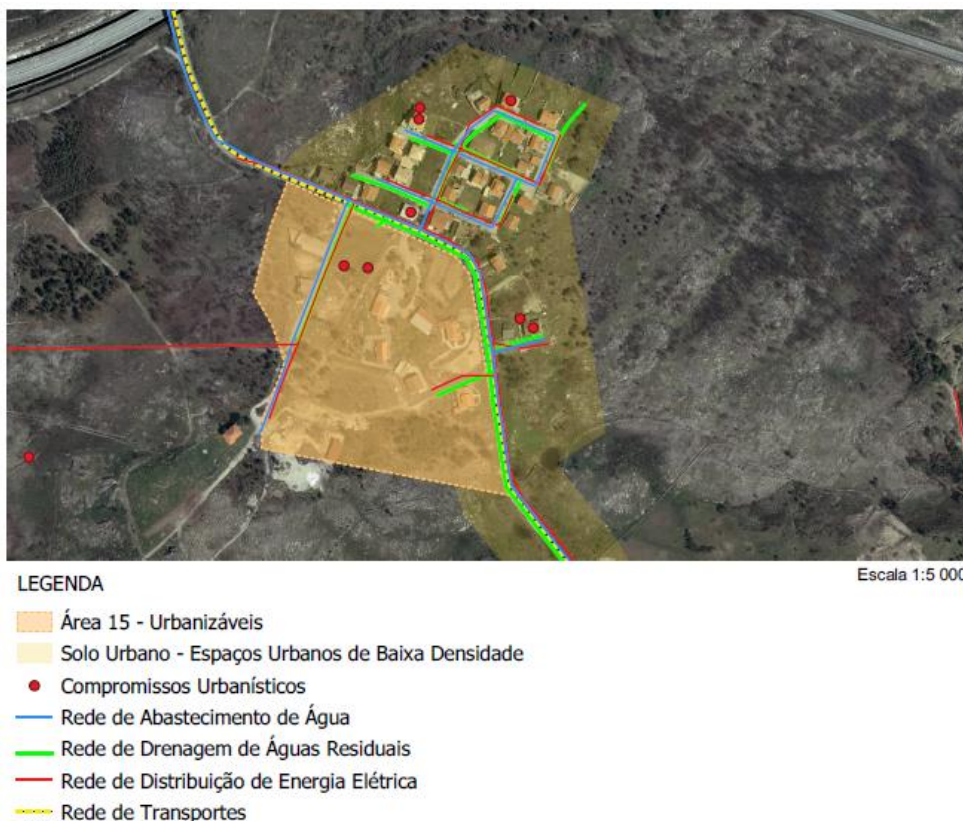 Escala 1:5 000
LEGENDA
Área 15 - Urbanizáveis
Solo Urbano - Espaços Urbanos de Baixa Densidade
Compromissos Urbanísticos
Rede de Abastecimento de Água
Rede de Drenagem de Águas Residuais
Rede de Distribuição de Energia Elétrica
Rede de Transportes